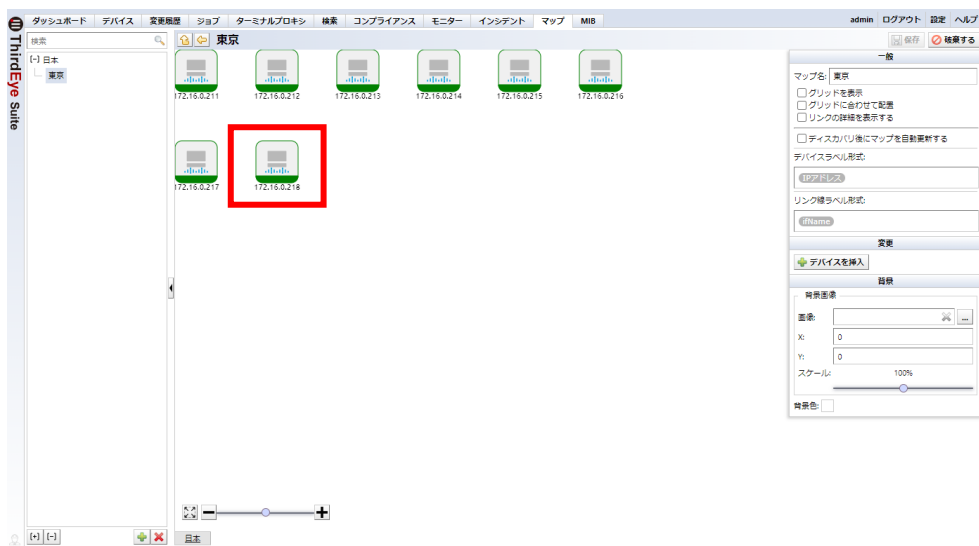 ThirdEye Suite
ダッシュボード デバイス 変更履歴 ジョブ ターミナルプロキシ 検索 コンプライアンス モニター インシデント マップ MIB
admin ログアウト 設定 ヘルプ
検索
東京
保存 破棄する
[-] 日本
東京
172.16.0.211 172.16.0.212 172.16.0.213 172.16.0.214 172.16.0.215 172.16.0.216
172.16.0.217 172.16.0.218
一般
マップ名: 東京
グリッドを表示
グリッドに合わせて配置
リンクの詳細を表示する
ディスカバリ後にマップを自動更新する
デバイスラベル形式:
IPアドレス
リンク線ラベル形式:
ifName
変更
デバイスを挿入
背景
背景画像
画像: ...
X: 0
Y: 0
スケール: 100%
背景色:
[+] [-]
日本